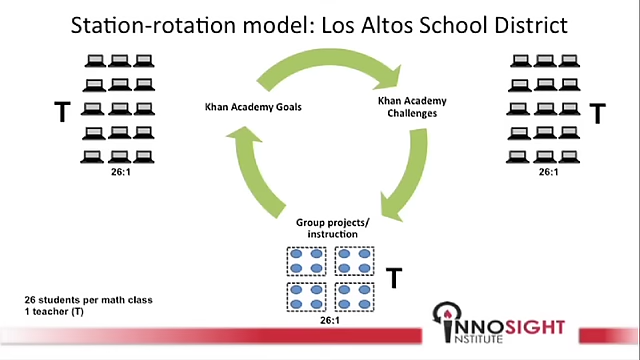 Station-rotation model: Los Altos School District
T
26:1
Khan Academy Goals
Khan Academy
Challenges
T
26:1
Group projects/
instruction
T
26:1
26 students per math class
1 teacher (T)
INNOSIGHT
INSTITUTE